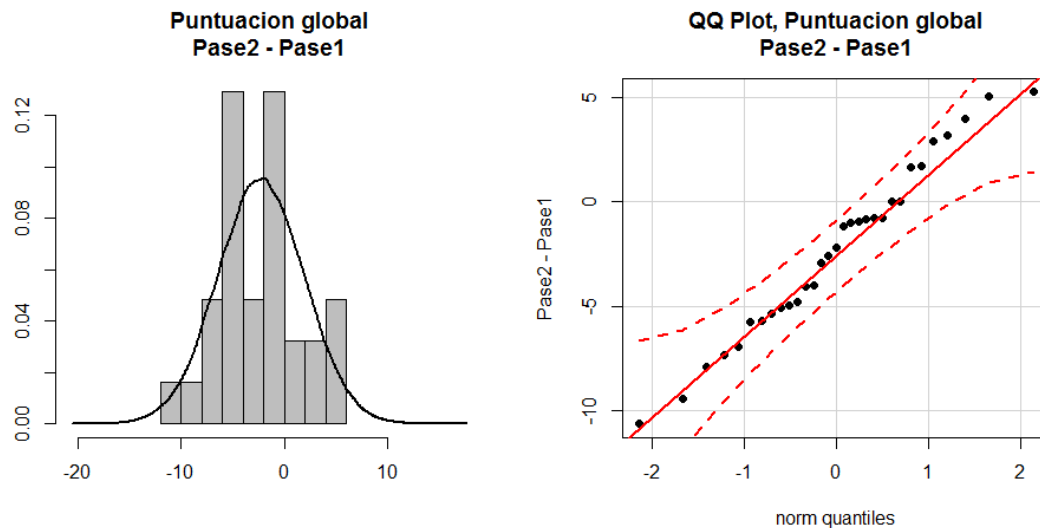 Puntuacion global
Pase2 - Pase1
0.12
0.08
0.04
0.00
-20
-10
0
10
QQ Plot, Puntuacion global
Pase2 - Pase1
Pase2 - Pase1
5
0
-5
-10
-2
-1
0
1
2
norm quantiles